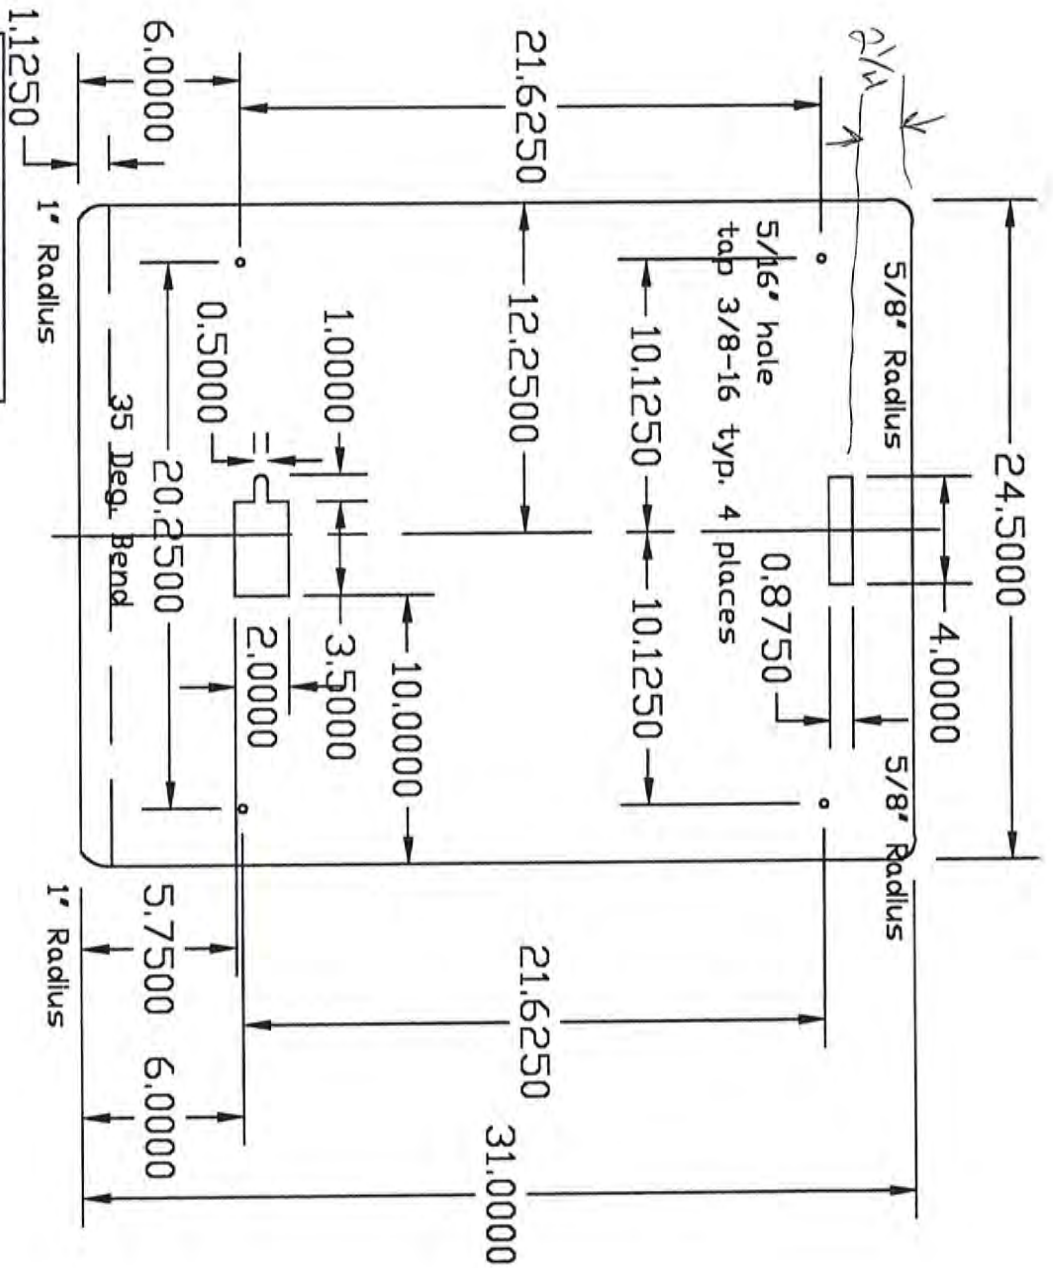 24.5000
4.0000
5/8" Radius
5/8" Radius
2 1/4
0.8750
5/16" hole
tap 3/8-16 typ. 4 places
10.1250
10.1250
21.6250
12.2500
21.6250
31.0000
10.0000
1.0000
3.5000
0.5000
2.0000
20.2500
6.0000
5.7500
6.0000
35 Deg. Bend
1.1250
1" Radius
1" Radius